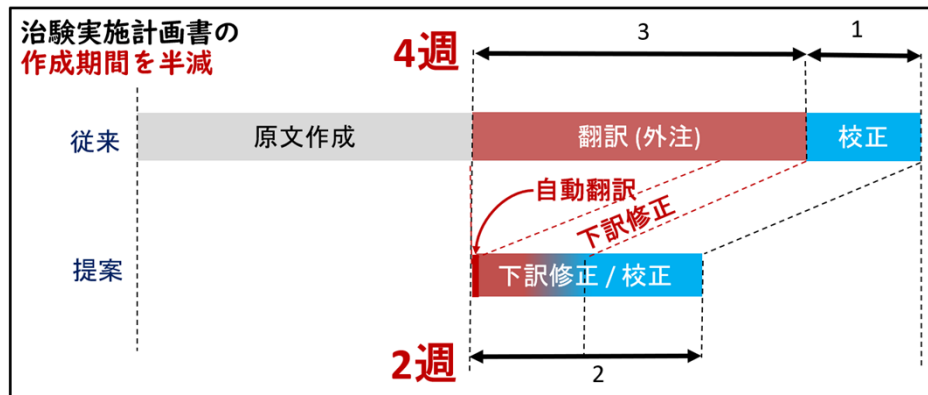 治験実施計画書の
作成期間を半減
4週
3
1
従来
原文作成
翻訳 (外注)
校正
自動翻訳
下訳修正
提案
下訳修正 / 校正
2週
2